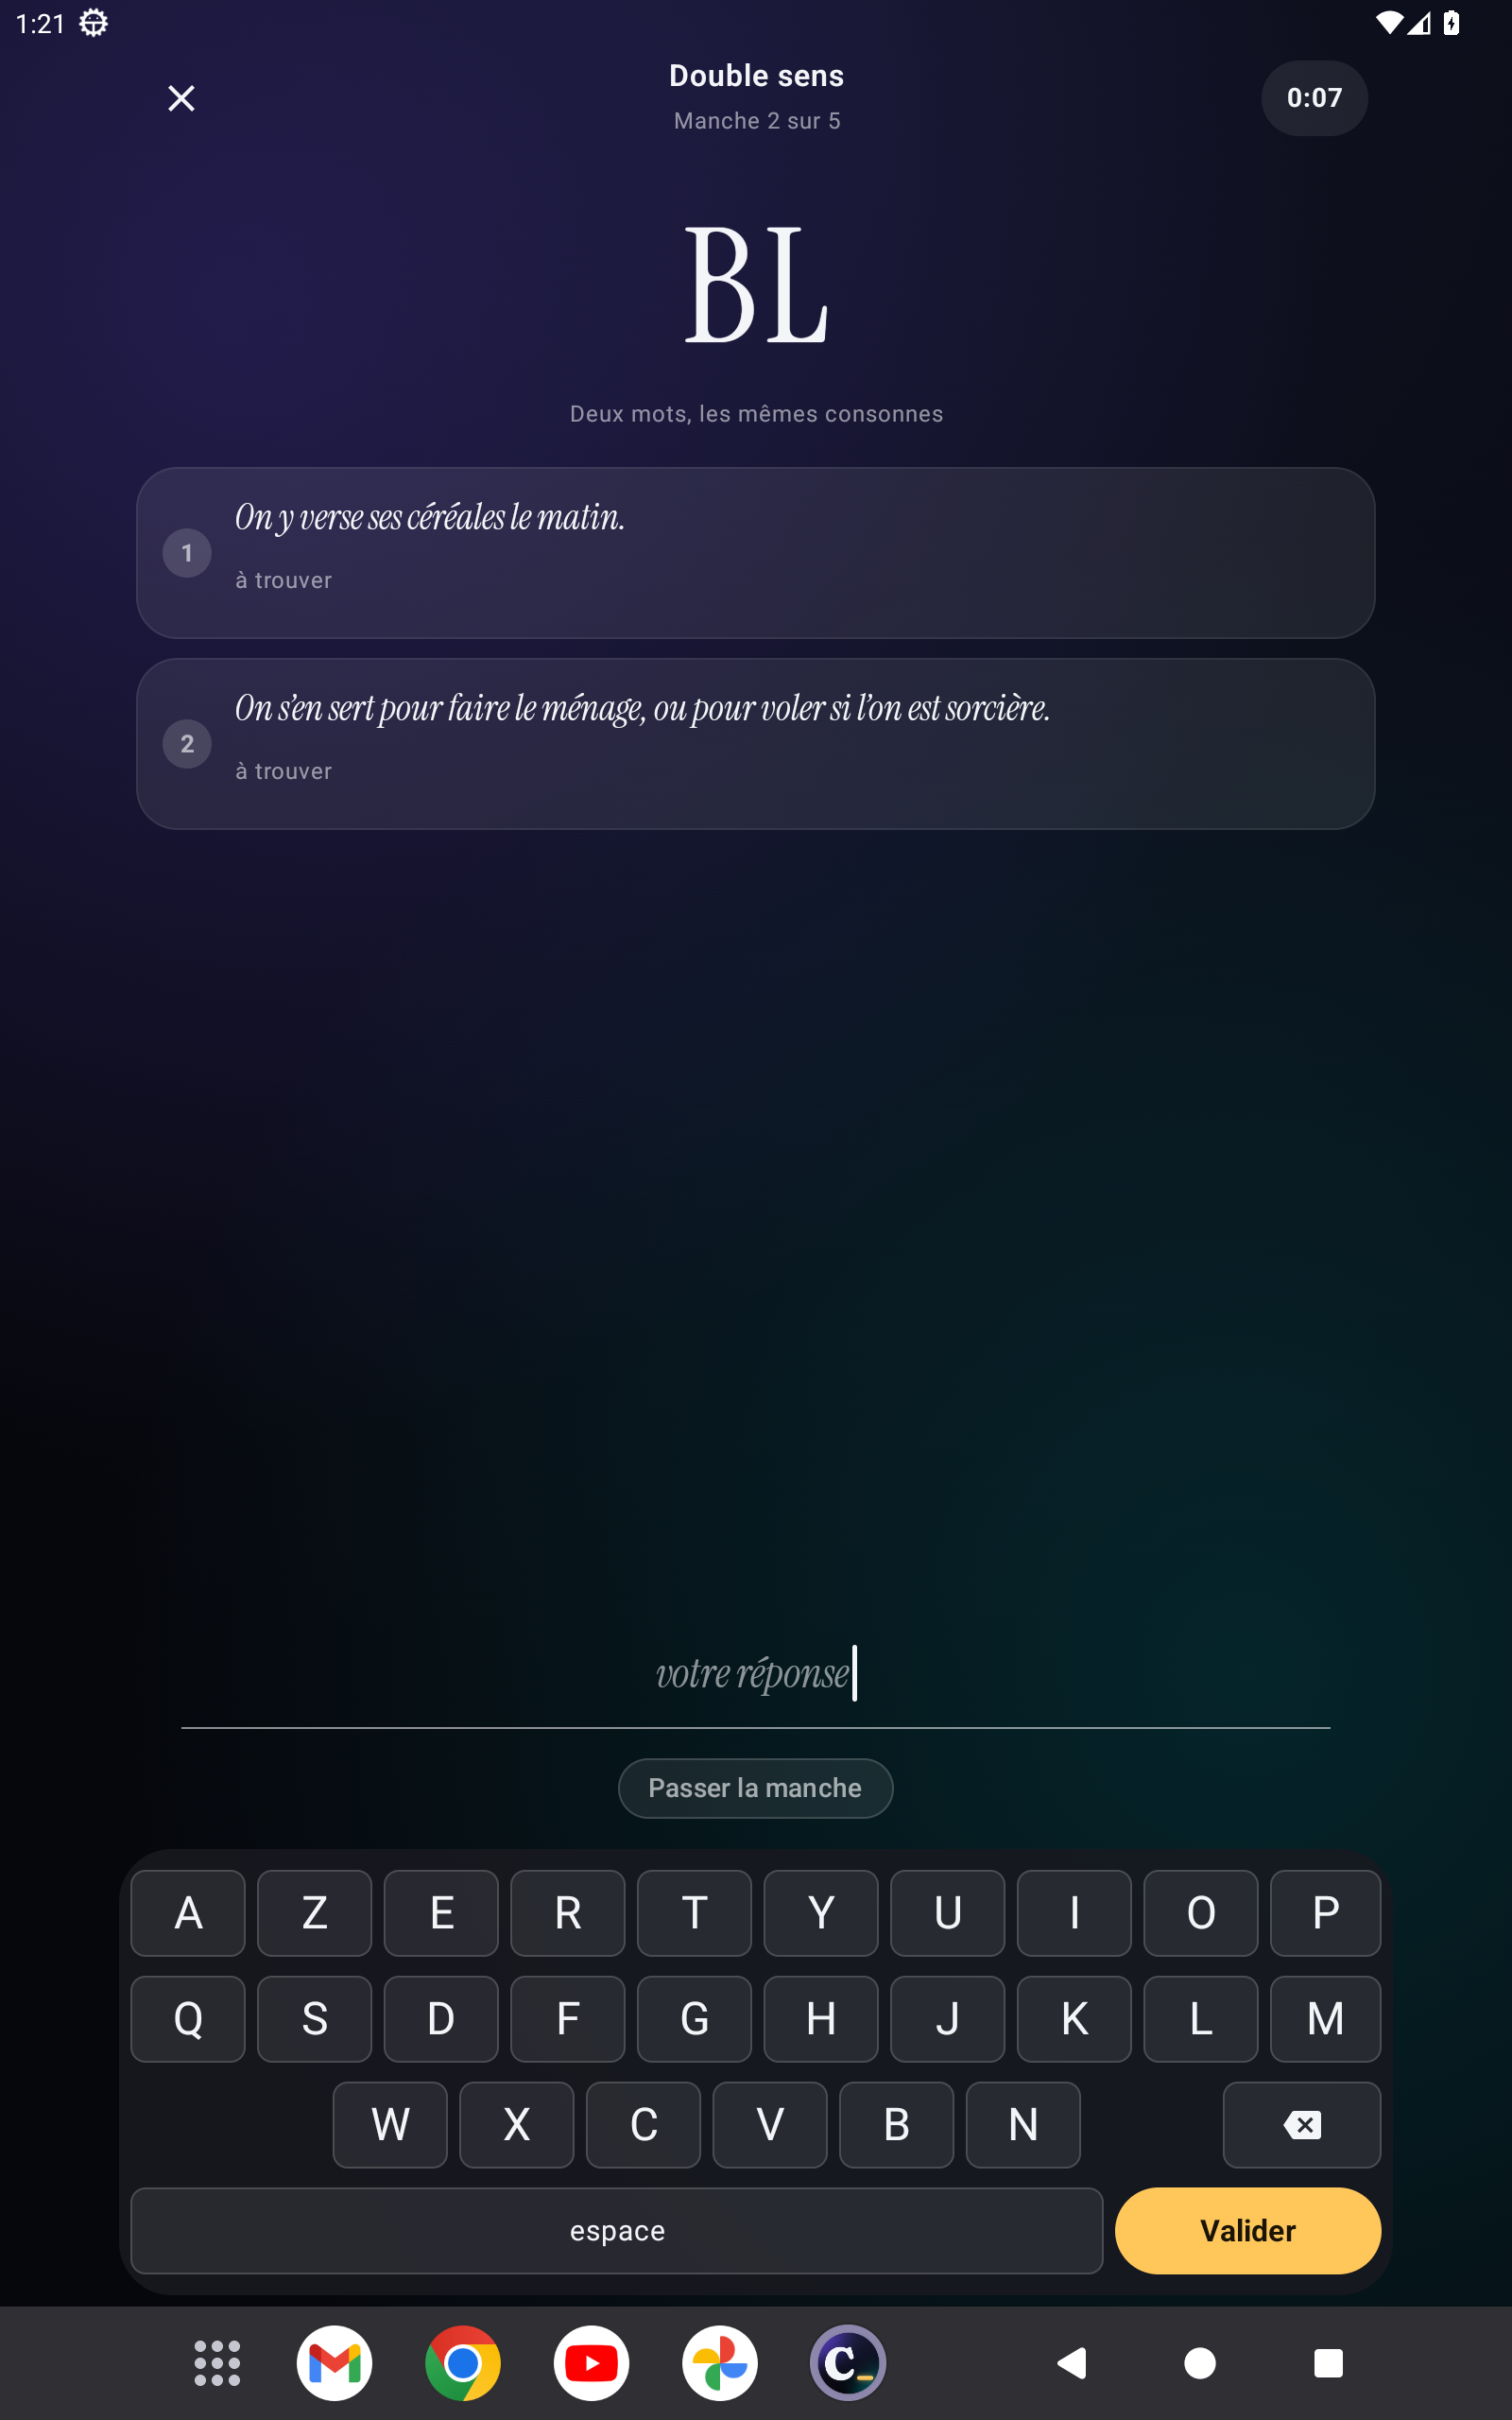 1:21
Double sens
Manche 2 sur 5
0:07
BL
Deux mots, les mêmes consonnes
1
On y verse ses céréales le matin.
à trouver
2
On s’en sert pour faire le ménage, ou pour voler si l’on est sorcière.
à trouver
votre réponse
Passer la manche
A Z E R T Y U I O P
Q S D F G H J K L M
W X C V B N
espace
Valider
C_